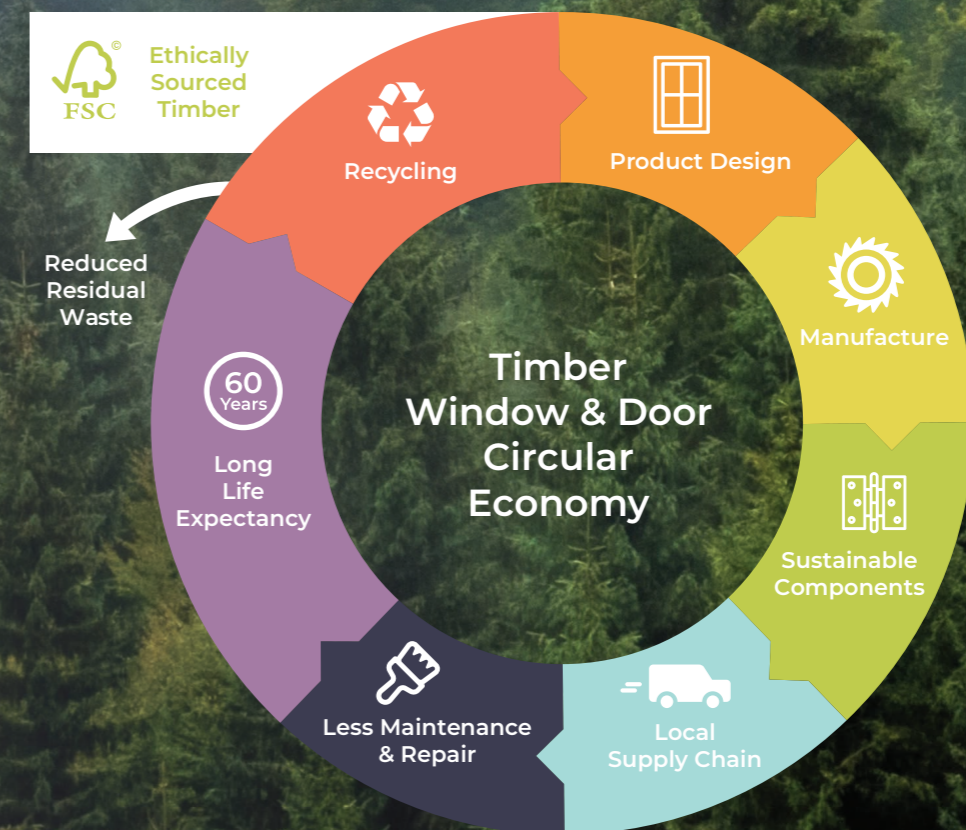 ©
FSC
Ethically
Sourced
Timber
Recycling
Product Design
Manufacture
Sustainable
Components
Local
Supply Chain
Less Maintenance
& Repair
60
Years
Long
Life
Expectancy
Reduced
Residual
Waste
Timber
Window & Door
Circular
Economy